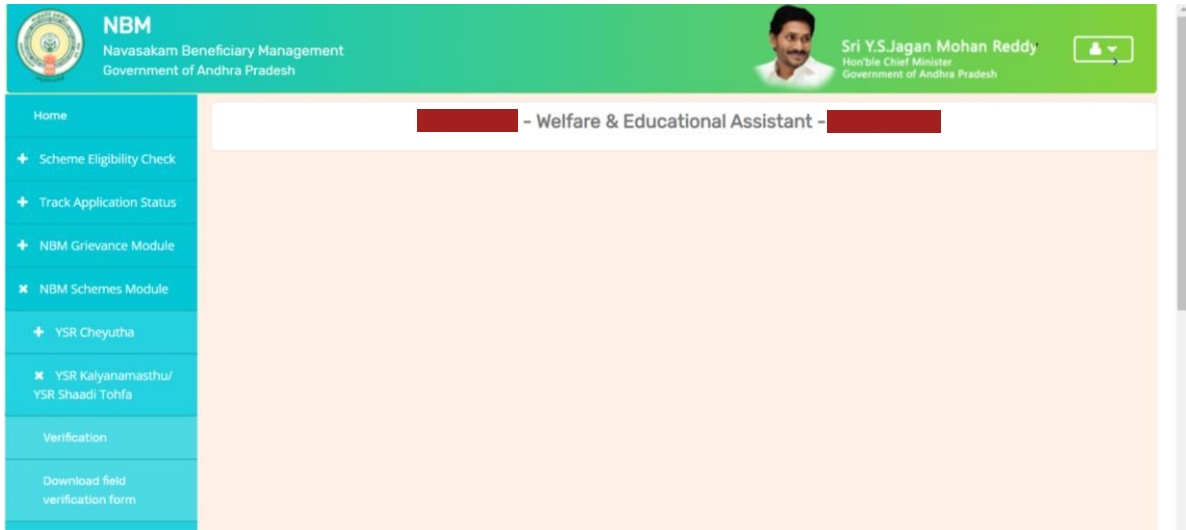 NBM
Navasakam Beneficiary Management
Government of Andhra Pradesh
Sri Y.S.Jagan Mohan Reddy
Hon'ble Chief Minister
Government of Andhra Pradesh
Home
- Welfare & Educational Assistant -
Scheme Eligibility Check
Track Application Status
NBM Grievance Module
NBM Schemes Module
YSR Cheyutha
YSR Kalyanamasthu/
YSR Shaadi Tohfa
Verification
Download field
verification form